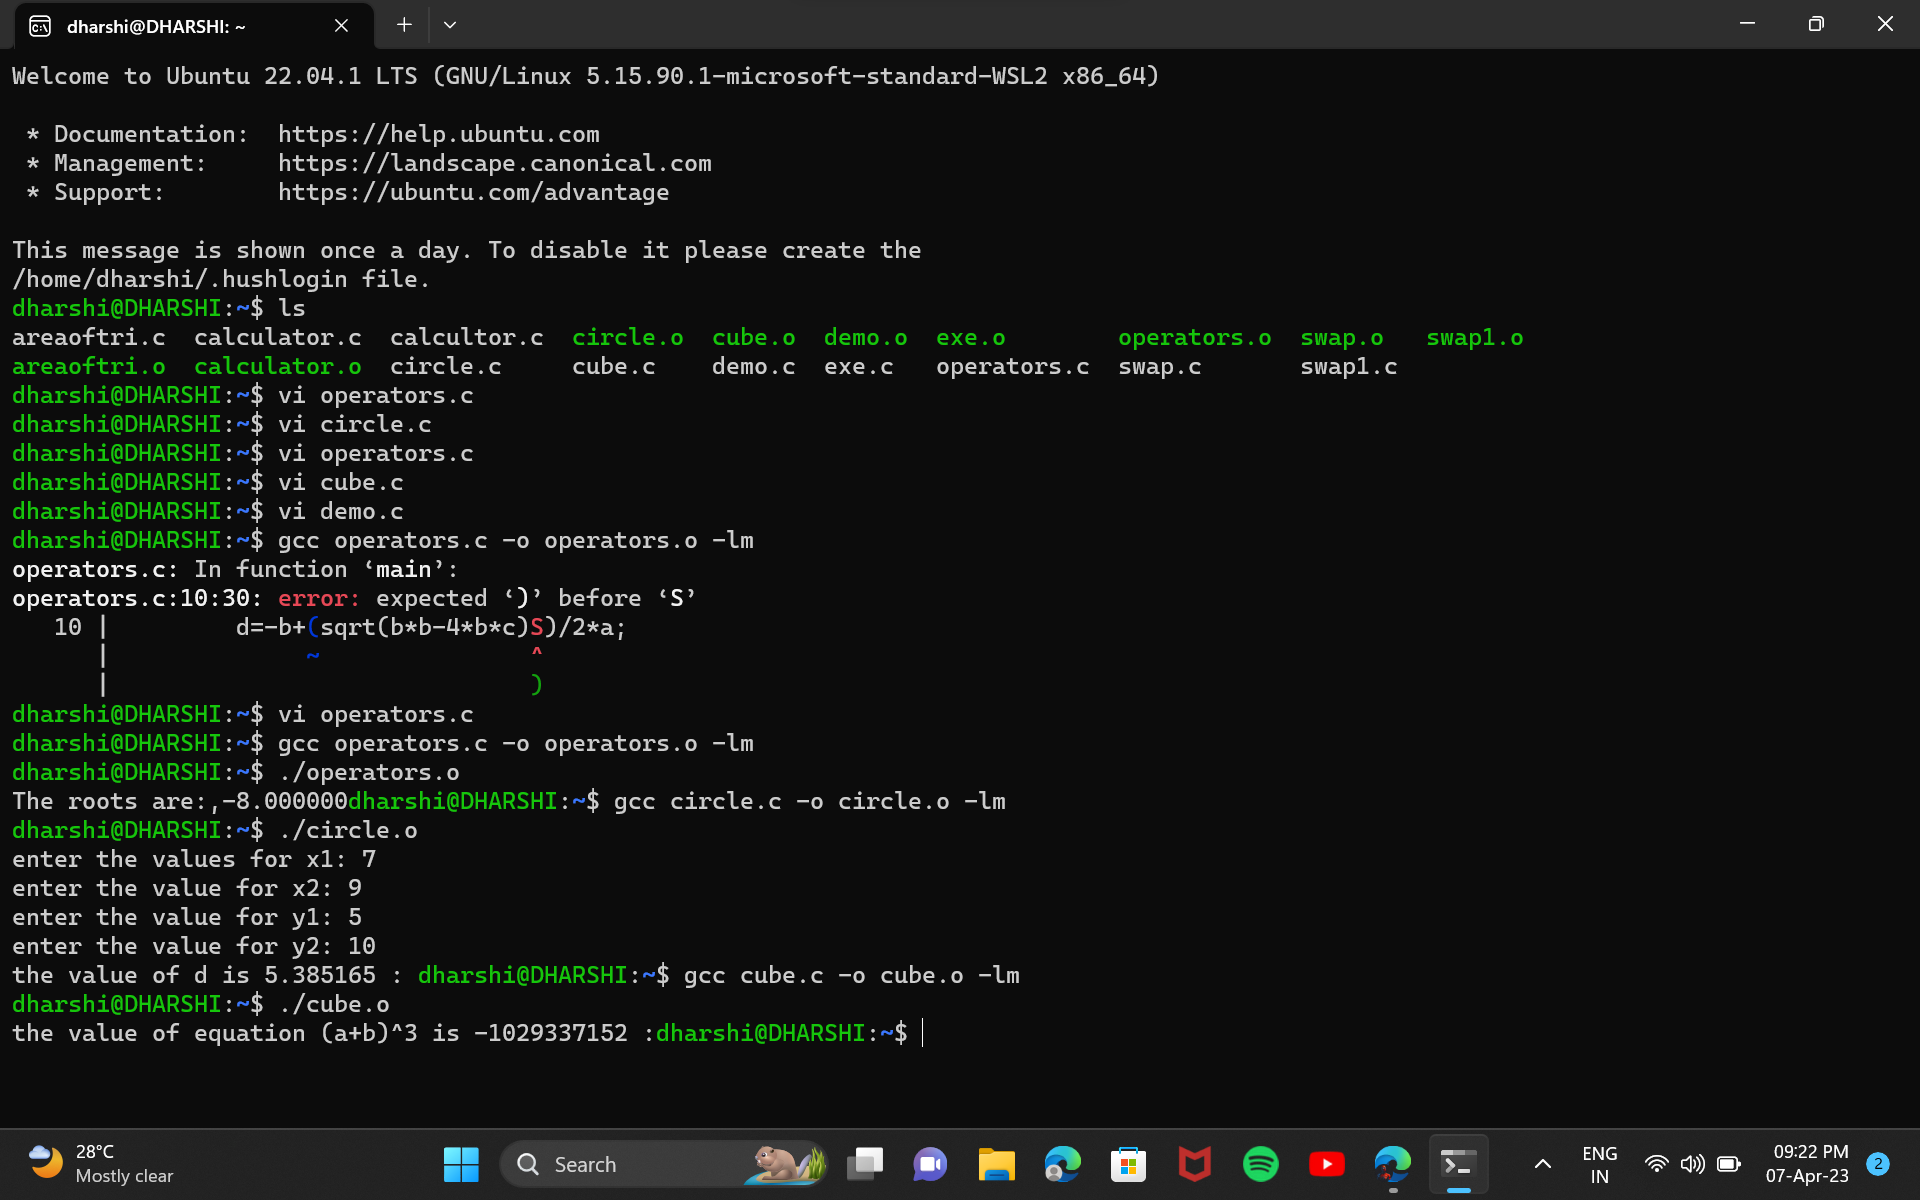 dharshi@DHARSHI: ~
Welcome to Ubuntu 22.04.1 LTS (GNU/Linux 5.15.90.1-microsoft-standard-WSL2 x86_64)
 * Documentation:  https://help.ubuntu.com
 * Management:     https://landscape.canonical.com
 * Support:        https://ubuntu.com/advantage
This message is shown once a day. To disable it please create the
/home/dharshi/.hushlogin file.
dharshi@DHARSHI:~$ ls
areaoftri.c  calculator.c  calcultor.c  circle.o  cube.o  demo.o  exe.o        operators.o  swap.o   swap1.o
areaoftri.o  calculator.o  circle.c     cube.c    demo.c  exe.c   operators.c  swap.c       swap1.c
dharshi@DHARSHI:~$ vi operators.c
dharshi@DHARSHI:~$ vi circle.c
dharshi@DHARSHI:~$ vi operators.c
dharshi@DHARSHI:~$ vi cube.c
dharshi@DHARSHI:~$ vi demo.c
dharshi@DHARSHI:~$ gcc operators.c -o operators.o -lm
operators.c: In function ‘main’:
operators.c:10:30: error: expected ‘)’ before ‘S’
   10 |         d=-b+(sqrt(b*b-4*b*c)S)/2*a;
      |              ~               ^
      |                              )
dharshi@DHARSHI:~$ vi operators.c
dharshi@DHARSHI:~$ gcc operators.c -o operators.o -lm
dharshi@DHARSHI:~$ ./operators.o
The roots are:,-8.000000dharshi@DHARSHI:~$ gcc circle.c -o circle.o -lm
dharshi@DHARSHI:~$ ./circle.o
enter the values for x1: 7
enter the value for x2: 9
enter the value for y1: 5
enter the value for y2: 10
the value of d is 5.385165 : dharshi@DHARSHI:~$ gcc cube.c -o cube.o -lm
dharshi@DHARSHI:~$ ./cube.o
the value of equation (a+b)^3 is -1029337152 :dharshi@DHARSHI:~$
28°C
Mostly clear
Search
ENG
IN
09:22 PM
07-Apr-23
2